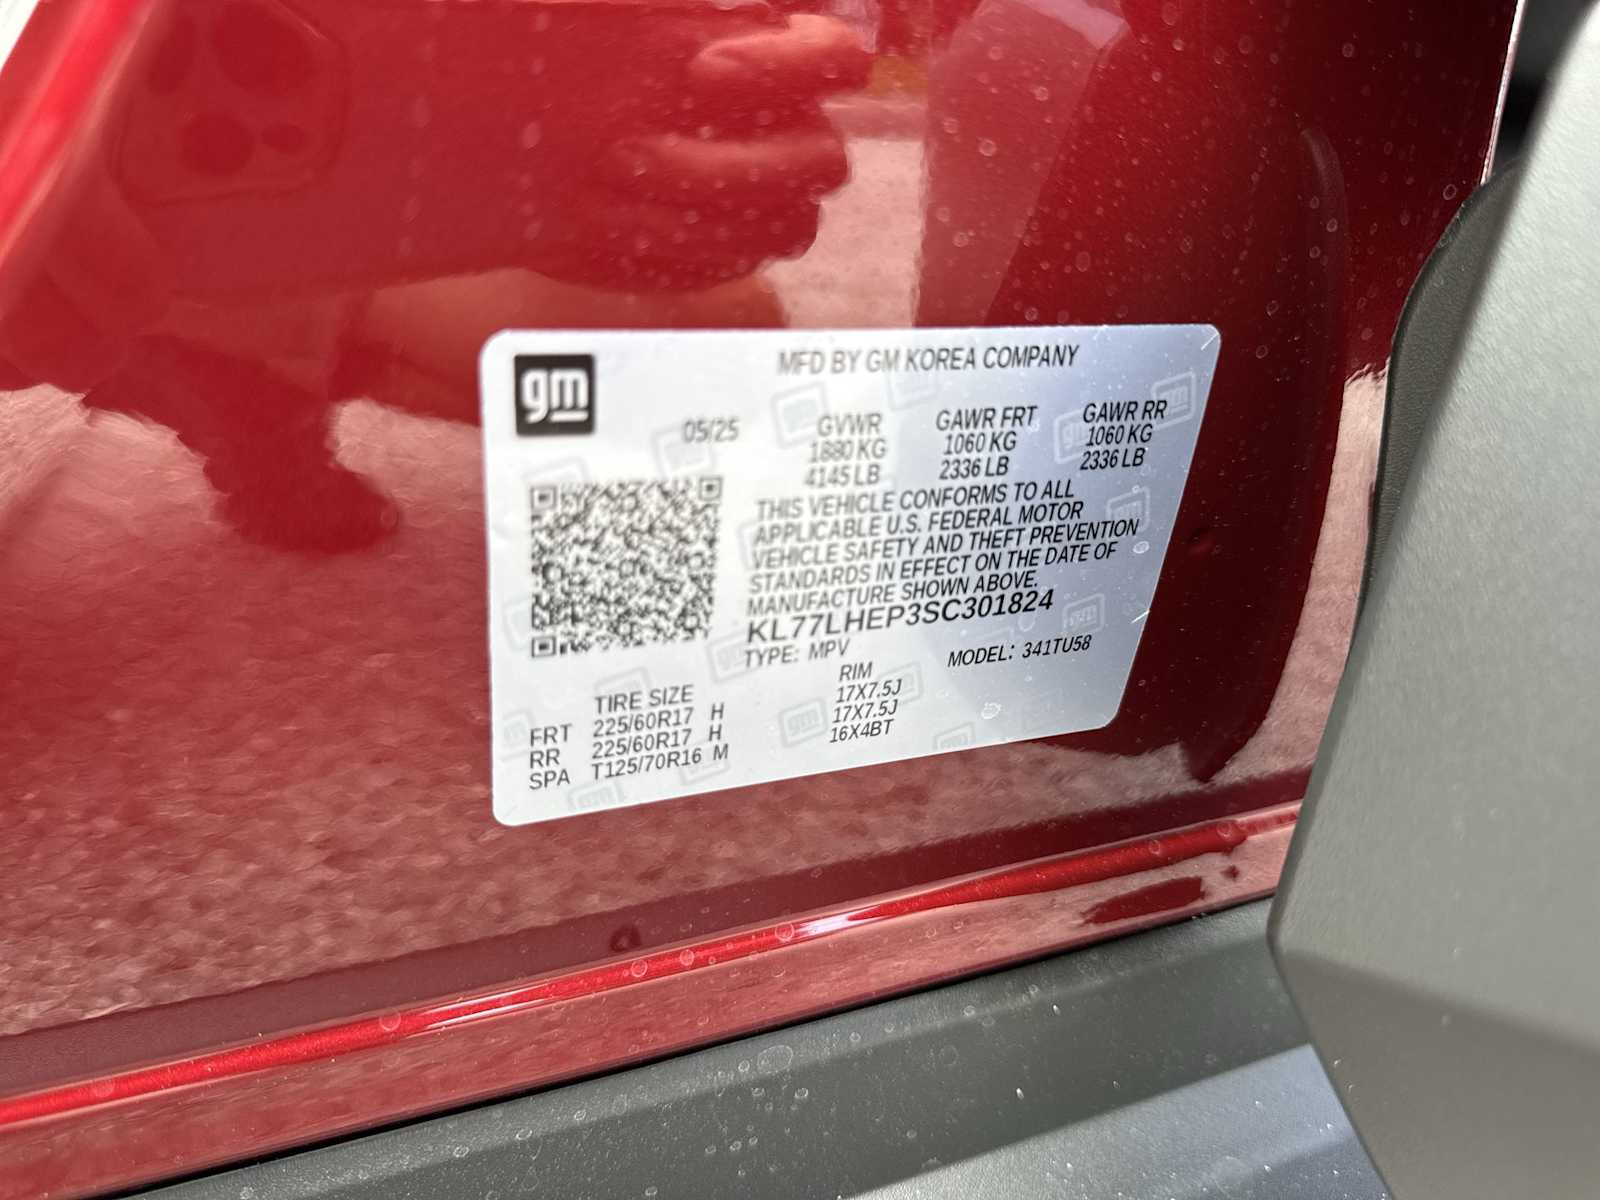 gm
MFD BY GM KOREA COMPANY
05/25
GVWR GAWR FRT GAWR RR
1880 KG 1060 KG 1060 KG
4145 LB 2336 LB 2336 LB
THIS VEHICLE CONFORMS TO ALL
APPLICABLE U.S. FEDERAL MOTOR
VEHICLE SAFETY AND THEFT PREVENTION
STANDARDS IN EFFECT ON THE DATE OF
MANUFACTURE SHOWN ABOVE.
KL77LHEP3SC301824
TYPE: MPV MODEL: 341TU58
TIRE SIZE RIM
FRT 225/60R17 H 17X7.5J
RR 225/60R17 H 17X7.5J
SPA T125/70R16 M 16X4BT